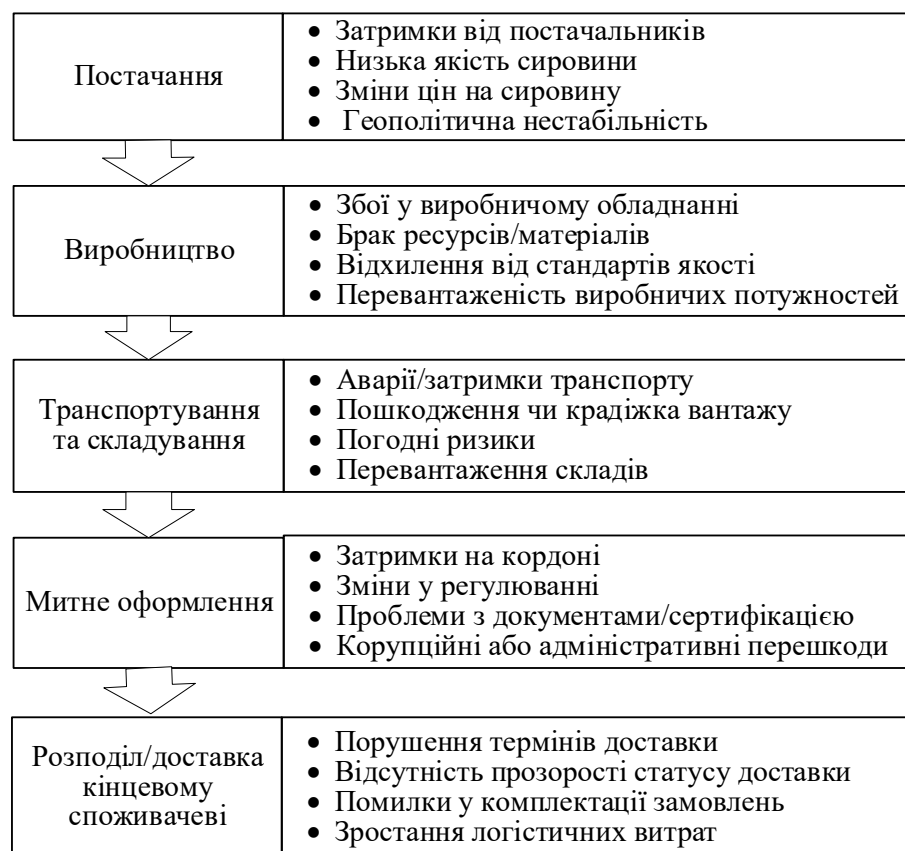 Постачання
• Затримки від постачальників
• Низька якість сировини
• Зміни цін на сировину
• Геополітична нестабільність
Виробництво
• Збої у виробничому обладнанні
• Брак ресурсів/матеріалів
• Відхилення від стандартів якості
• Перевантаженість виробничих потужностей
Транспортування
та складування
• Аварії/затримки транспорту
• Пошкодження чи крадіжка вантажу
• Погодні ризики
• Перевантаження складів
Митне оформлення
• Затримки на кордоні
• Зміни у регулюванні
• Проблеми з документами/сертифікацією
• Корупційні або адміністративні перешкоди
Розподіл/доставка
кінцевому
споживачеві
• Порушення термінів доставки
• Відсутність прозорості статусу доставки
• Помилки у комплектації замовлень
• Зростання логістичних витрат